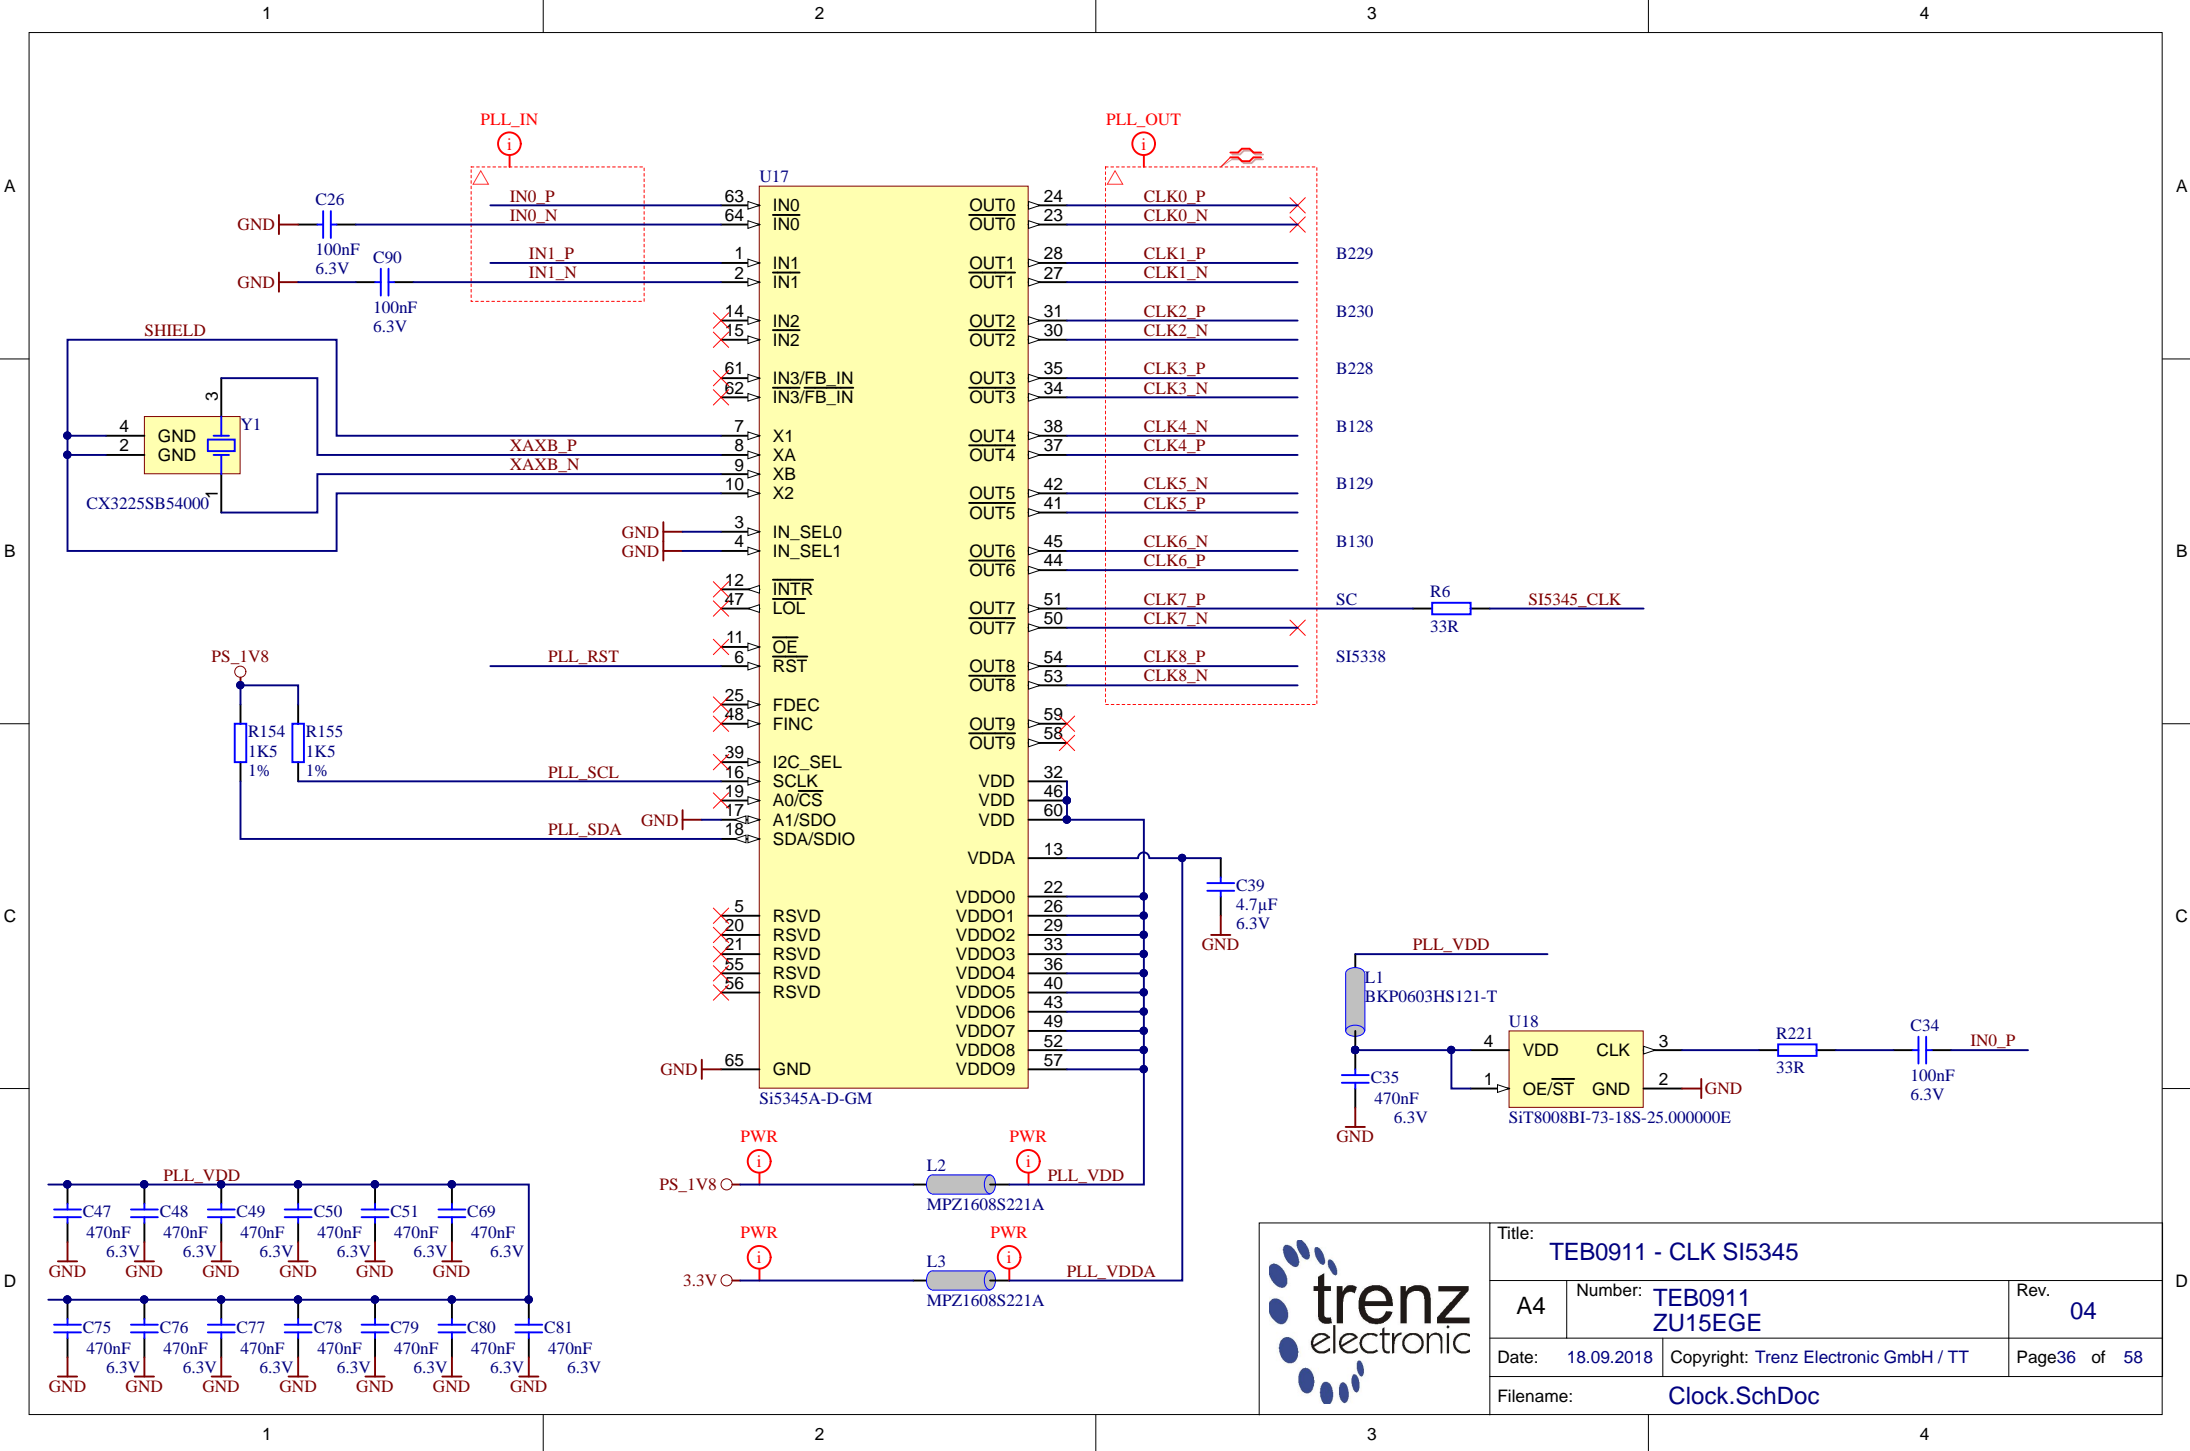 1 2 3 4
A A
B B
C C
D D
1 2 3 4
PLL_IN
i
IN0_P
IN0_N
IN1_P
IN1_N
C26
100nF
6.3V
GND
C90
100nF
6.3V
GND
SHIELD
3
4 GND
2 GND
Y1
1
CX3225SB54000
XAXB_P
XAXB_N
GND
GND
PLL_RST
PS_1V8
R154
1K5
1%
R155
1K5
1%
PLL_SCL
GND
PLL_SDA
GND
U17
63 IN0
64 IN0
1 IN1
2 IN1
14 IN2
15 IN2
61 IN3/FB_IN
62 IN3/FB_IN
7 X1
8 XA
9 XB
10 X2
3 IN_SEL0
4 IN_SEL1
12 INTR
47 LOL
11 OE
6 RST
25 FDEC
48 FINC
39 I2C_SEL
16 SCLK
19 A0/CS
17 A1/SDO
18 SDA/SDIO
5 RSVD
20 RSVD
21 RSVD
55 RSVD
56 RSVD
65 GND
Si5345A-D-GM
PLL_OUT
i
OUT0 24 CLK0_P
OUT0 23 CLK0_N
OUT1 28 CLK1_P B229
OUT1 27 CLK1_N
OUT2 31 CLK2_P B230
OUT2 30 CLK2_N
OUT3 35 CLK3_P B228
OUT3 34 CLK3_N
OUT4 38 CLK4_N B128
OUT4 37 CLK4_P
OUT5 42 CLK5_N B129
OUT5 41 CLK5_P
OUT6 45 CLK6_N B130
OUT6 44 CLK6_P
OUT7 51 CLK7_P SC
OUT7 50 CLK7_N
R6
33R
SI5345_CLK
OUT8 54 CLK8_P SI5338
OUT8 53 CLK8_N
OUT9 59
OUT9 58
VDD 32
VDD 46
VDD 60
VDDA 13
VDDO0 22
VDDO1 26
VDDO2 29
VDDO3 33
VDDO4 36
VDDO5 40
VDDO6 43
VDDO7 49
VDDO8 52
VDDO9 57
C39
4.7µF
6.3V
GND
PLL_VDD
L1
BKP0603HS121-T
C35
470nF
6.3V
GND
U18
4 VDD CLK 3
1 OE/ST GND 2 GND
SiT8008BI-73-18S-25.000000E
R221
33R
C34
100nF
6.3V
IN0_P
PWR
i
PWR
i
PS_1V8
L2
MPZ1608S221A
PLL_VDD
PWR
i
PWR
i
3.3V
L3
MPZ1608S221A
PLL_VDDA
PLL_VDD
C47 C48 C49 C50 C51 C69
470nF 470nF 470nF 470nF 470nF 470nF
6.3V 6.3V 6.3V 6.3V 6.3V 6.3V
GND GND GND GND GND GND
C75 C76 C77 C78 C79 C80 C81
470nF 470nF 470nF 470nF 470nF 470nF 470nF
6.3V 6.3V 6.3V 6.3V 6.3V 6.3V 6.3V
GND GND GND GND GND GND GND
trenz
electronic
Title:
TEB0911 - CLK SI5345
A4
Number: TEB0911
ZU15EGE
Rev.
04
Date: 18.09.2018
Copyright: Trenz Electronic GmbH / TT
Page36 of 58
Filename: Clock.SchDoc